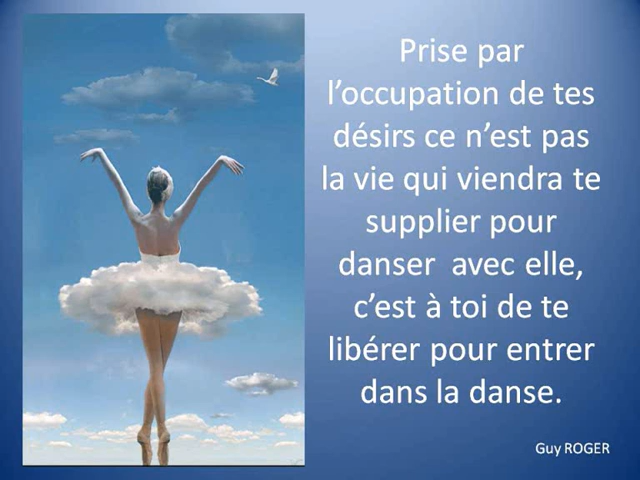 Prise par
l’occupation de tes
désirs ce n’est pas
la vie qui viendra te
supplier pour
danser  avec elle,
c’est à toi de te
libérer pour entrer
dans la danse.
Guy ROGER